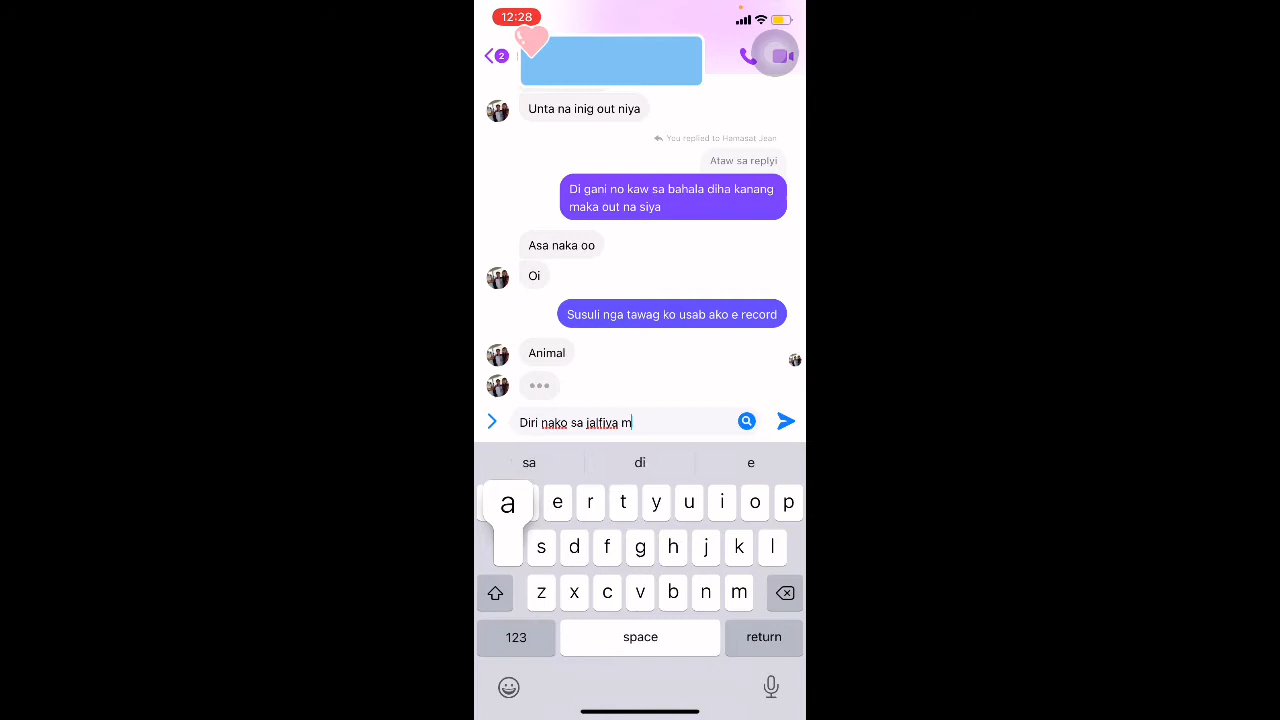 12:28
2
Unta na inig out niya
You replied to Hamasat Jean
Ataw sa replyi
Di gani no kaw sa bahala diha kanang
maka out na siya
Asa naka oo
Oi
Susuli nga tawag ko usab ako e record
Animal
Diri nako sa jalfiya m
sa di e
a e r t y u i o p
s d f g h j k l
z x c v b n m
123 space return